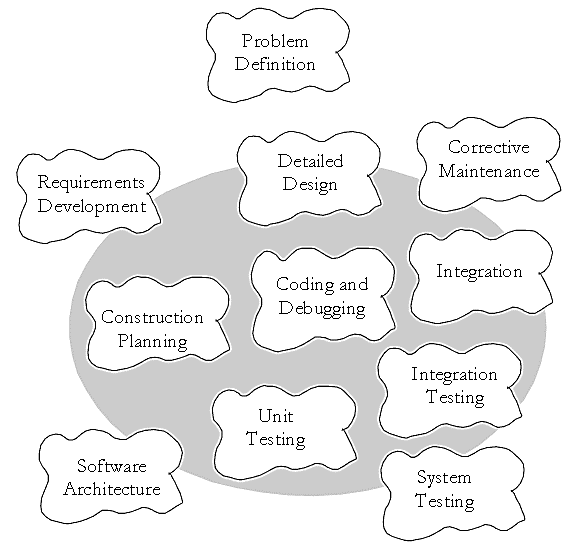 Problem
Definition
Detailed
Design
Corrective
Maintenance
Requirements
Development
Coding and
Debugging
Integration
Construction
Planning
Integration
Testing
Unit
Testing
Software
Architecture
System
Testing